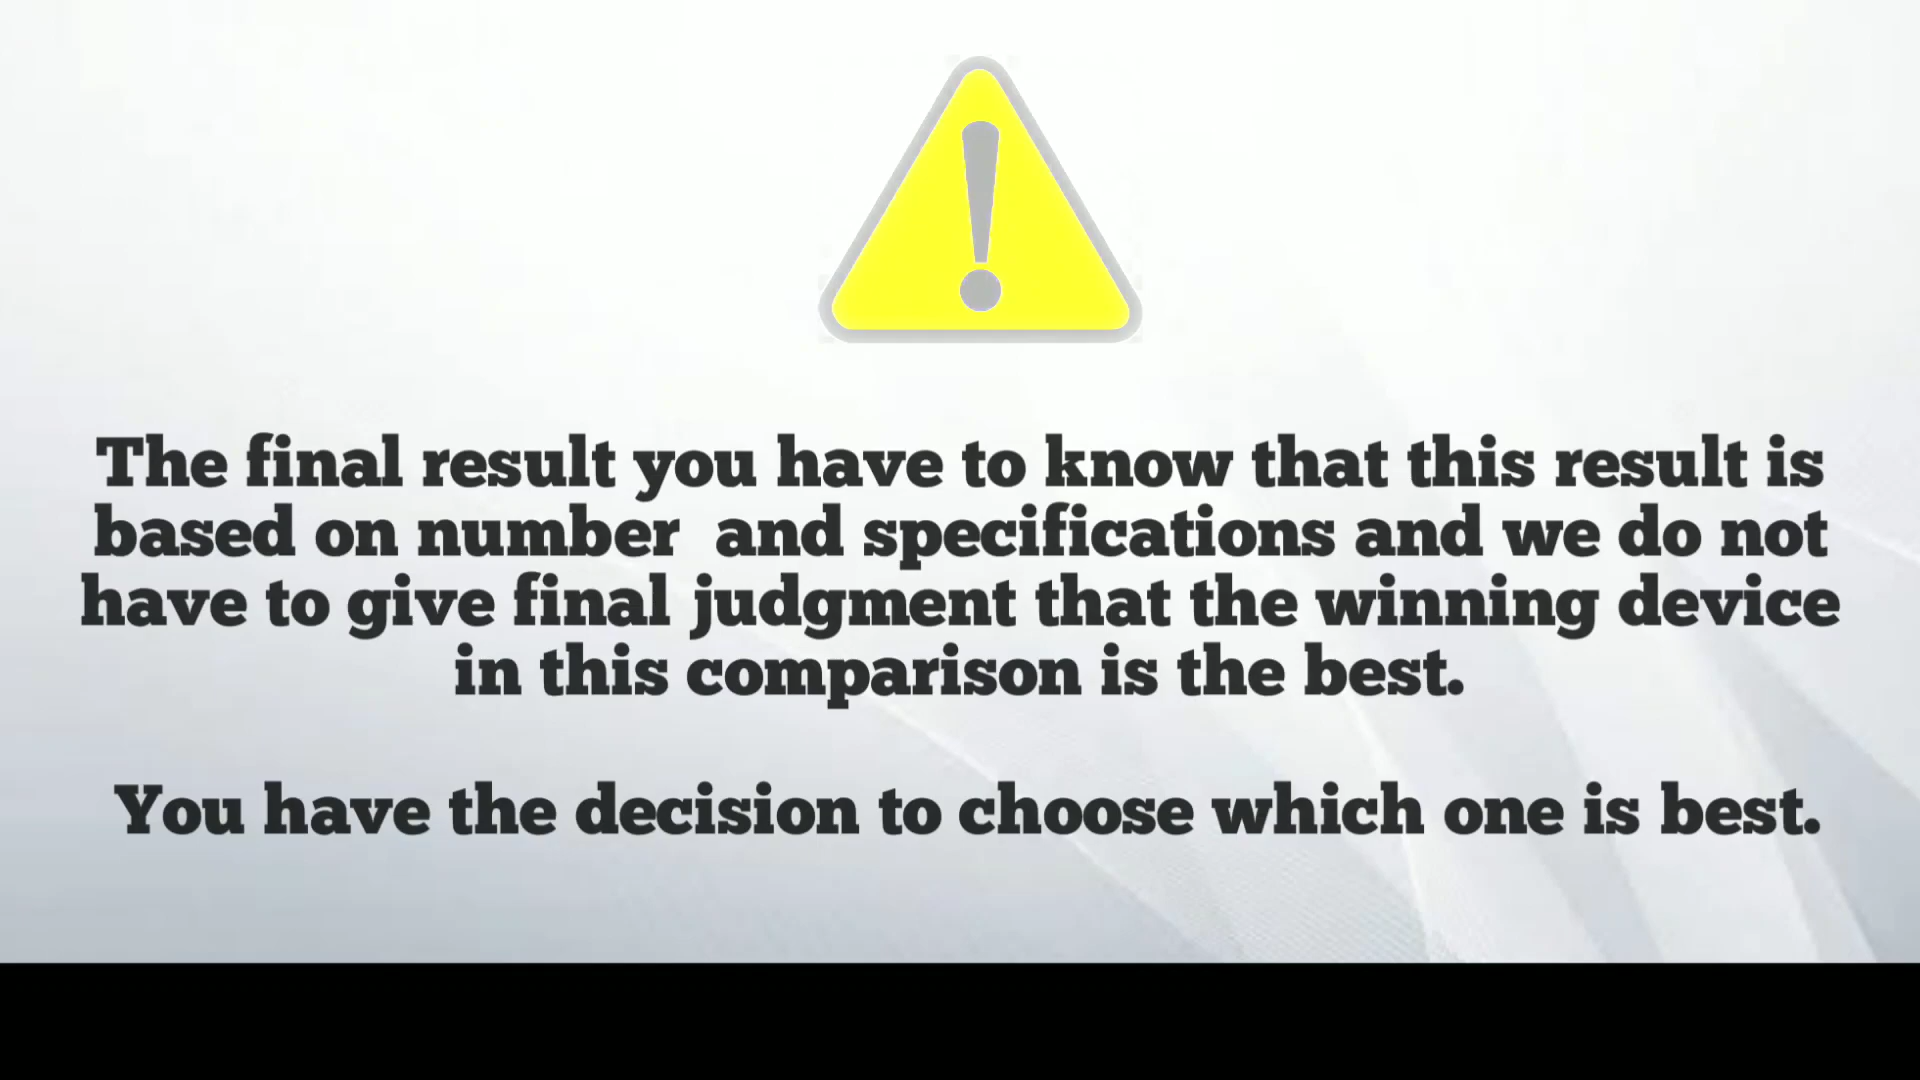 The final result you have to know that this result is
based on number  and specifications and we do not
have to give final judgment that the winning device
in this comparison is the best.
You have the decision to choose which one is best.